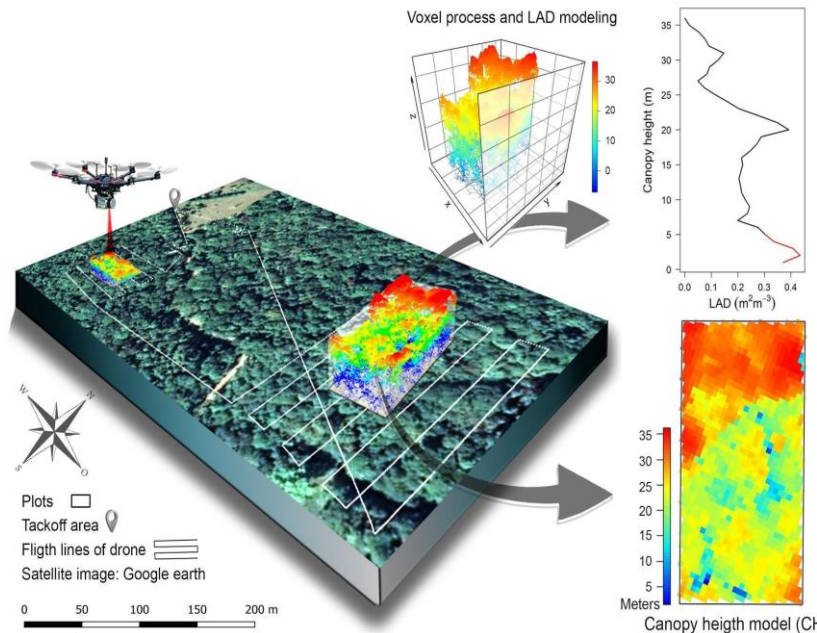 Voxel process and LAD modeling
30
20
10
0
z
x
y
35
30
25
20
15
10
5
0
Canopy height (m)
0.0 0.1 0.2 0.3 0.4
LAD (m²m⁻³)
W N
S O
Plots
Tackoff area
Fligth lines of drone
Satellite image: Google earth
0 50 100 150 200 m
35
30
25
20
15
10
5
Meters
Canopy heigth model (CH